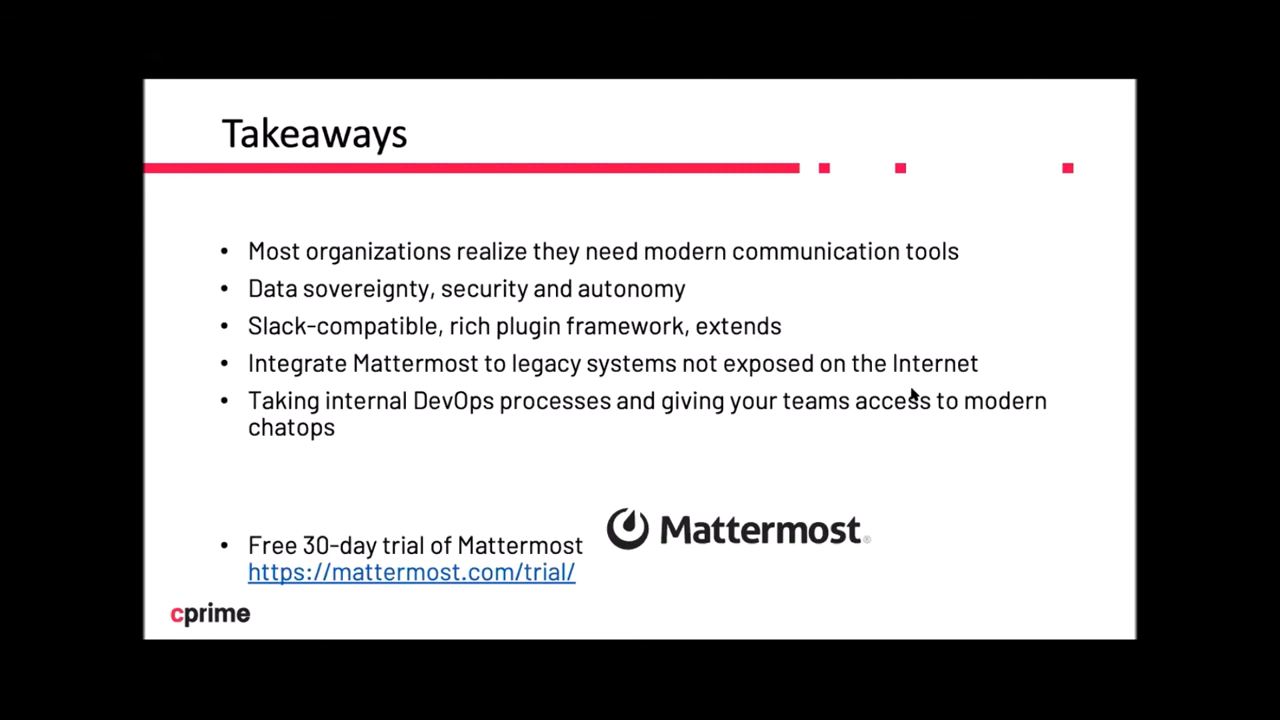 Takeaways
• Most organizations realize they need modern communication tools
• Data sovereignty, security and autonomy
• Slack-compatible, rich plugin framework, extends
• Integrate Mattermost to legacy systems not exposed on the Internet
• Taking internal DevOps processes and giving your teams access to modern
chatops
Mattermost®
• Free 30-day trial of Mattermost
https://mattermost.com/trial/
cprime